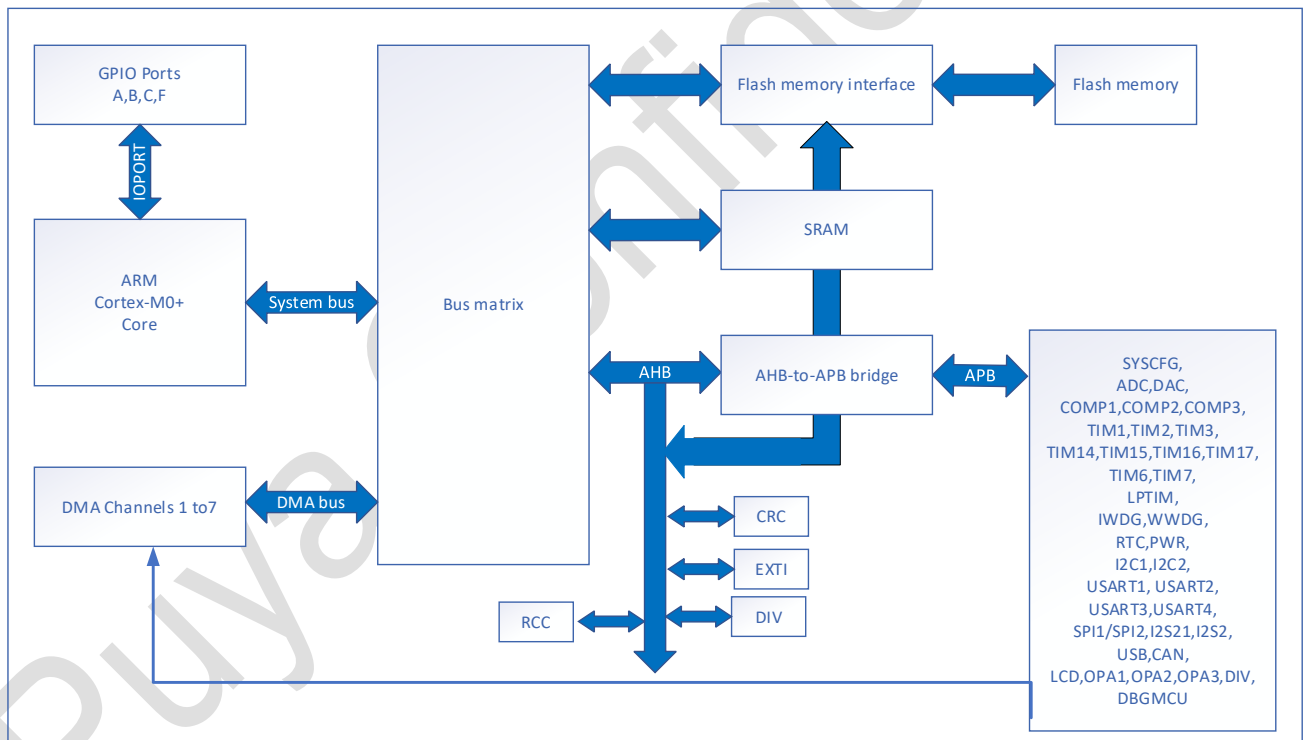 GPIO Ports
A,B,C,F
IOPORT
ARM
Cortex-M0+
Core
System bus
DMA Channels 1 to7
DMA bus
Bus matrix
Flash memory interface
Flash memory
SRAM
AHB
AHB-to-APB bridge
APB
CRC
EXTI
RCC
DIV
SYSCFG,
ADC,DAC,
COMP1,COMP2,COMP3,
TIM1,TIM2,TIM3,
TIM14,TIM15,TIM16,TIM17,
TIM6,TIM7,
LPTIM,
IWDG,WWDG,
RTC,PWR,
I2C1,I2C2,
USART1, USART2,
USART3,USART4,
SPI1/SPI2,I2S21,I2S2,
USB,CAN,
LCD,OPA1,OPA2,OPA3,DIV,
DBGMCU
Puya